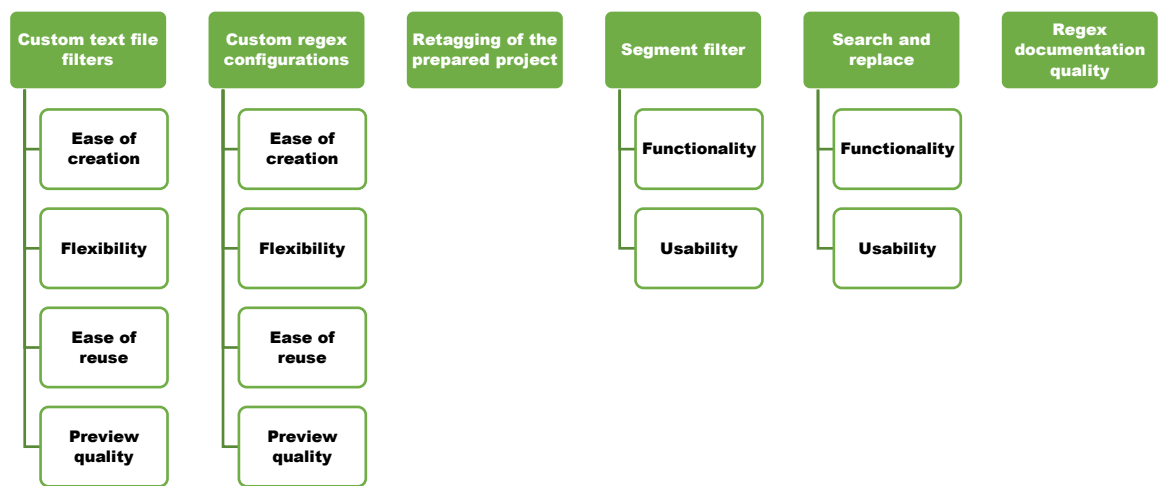 Custom text file
filters
Ease of
creation
Flexibility
Ease of
reuse
Preview
quality
Custom regex
configurations
Ease of
creation
Flexibility
Ease of
reuse
Preview
quality
Retagging of the
prepared project
Segment filter
Functionality
Usability
Search and
replace
Functionality
Usability
Regex
documentation
quality